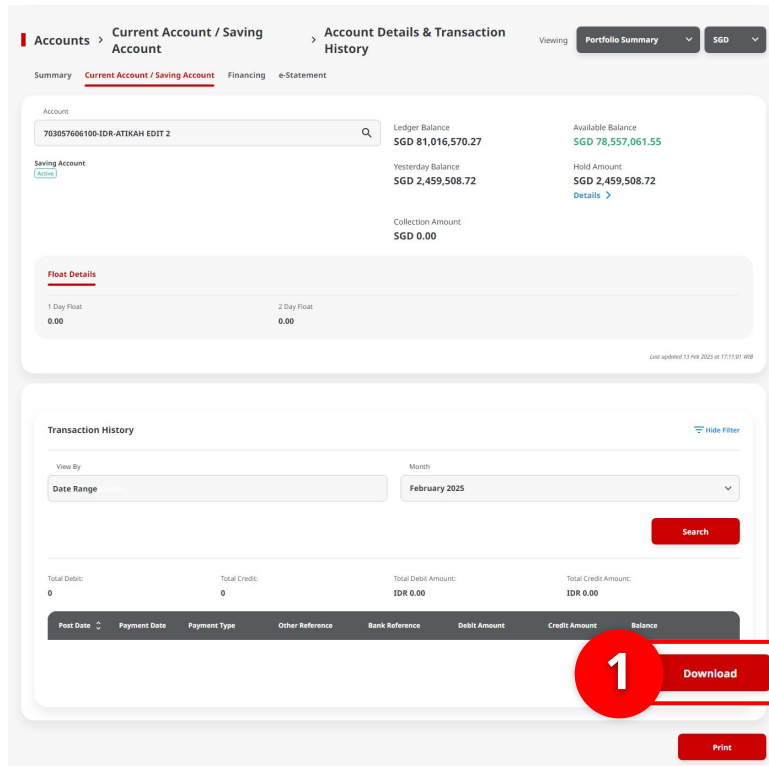 Accounts > Current Account / Saving Account > Account Details & Transaction History
Viewing Portfolio Summary SGD
Summary Current Account / Saving Account Financing e-Statement
Account
703057606100-IDR-ATIKAH EDIT 2
Saving Account
Active
Ledger Balance
SGD 81,016,570.27
Available Balance
SGD 78,557,061.55
Yesterday Balance
SGD 2,459,508.72
Hold Amount
SGD 2,459,508.72
Details >
Collection Amount
SGD 0.00
Float Details
1 Day Float
0.00
2 Day Float
0.00
Last updated 13 Feb 2025 at 17:11:01 WIB
Transaction History
Hide Filter
View By
Date Range
Month
February 2025
Search
Total Debit:
0
Total Credit:
0
Total Debit Amount:
IDR 0.00
Total Credit Amount:
IDR 0.00
Post Date Payment Date Payment Type Other Reference Bank Reference Debit Amount Credit Amount Balance
1
Download
Print